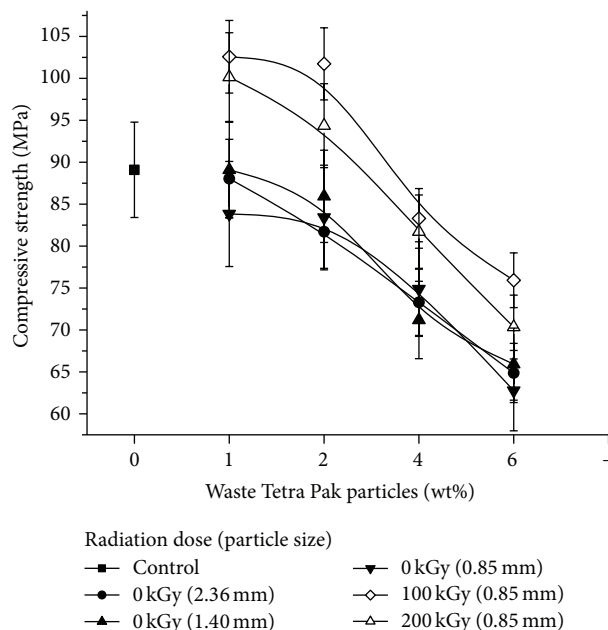 105
100
95
90
85
80
75
70
65
60
Compressive strength (MPa)
0 1 2 4 6
Waste Tetra Pak particles (wt%)
Radiation dose (particle size)
Control
0 kGy (2.36 mm)
0 kGy (1.40 mm)
0 kGy (0.85 mm)
100 kGy (0.85 mm)
200 kGy (0.85 mm)